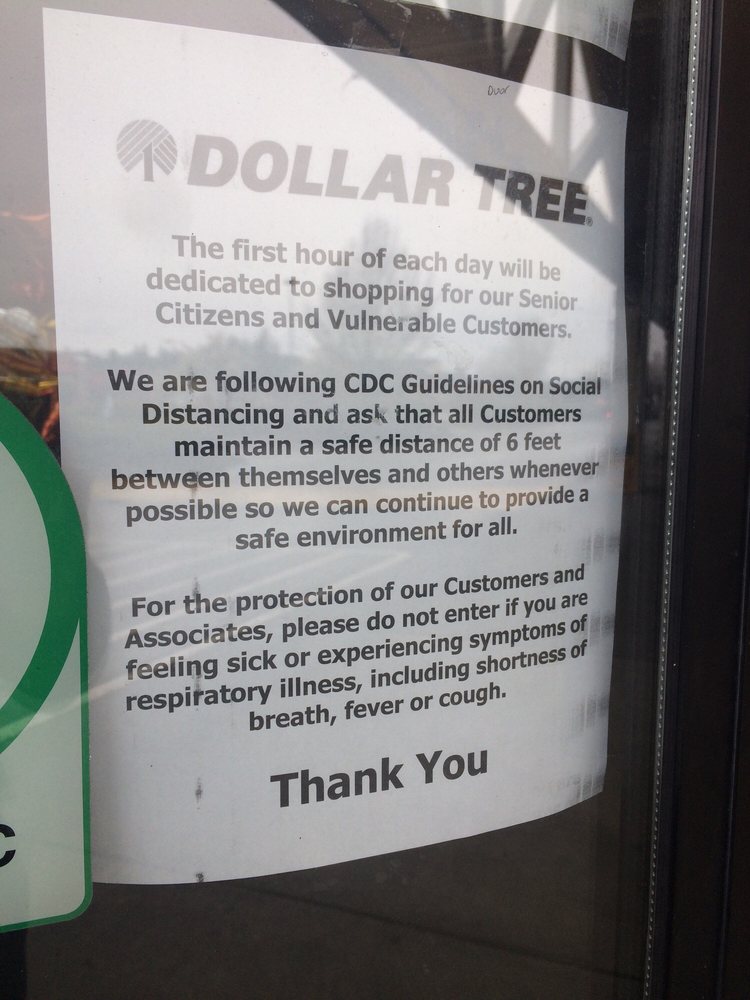 Door
DOLLAR TREE®
The first hour of each day will be
dedicated to shopping for our Senior
Citizens and Vulnerable Customers.
We are following CDC Guidelines on Social
Distancing and ask that all Customers
maintain a safe distance of 6 feet
between themselves and others whenever
possible so we can continue to provide a
safe environment for all.
For the protection of our Customers and
Associates, please do not enter if you are
feeling sick or experiencing symptoms of
respiratory illness, including shortness of
breath, fever or cough.
Thank You
C